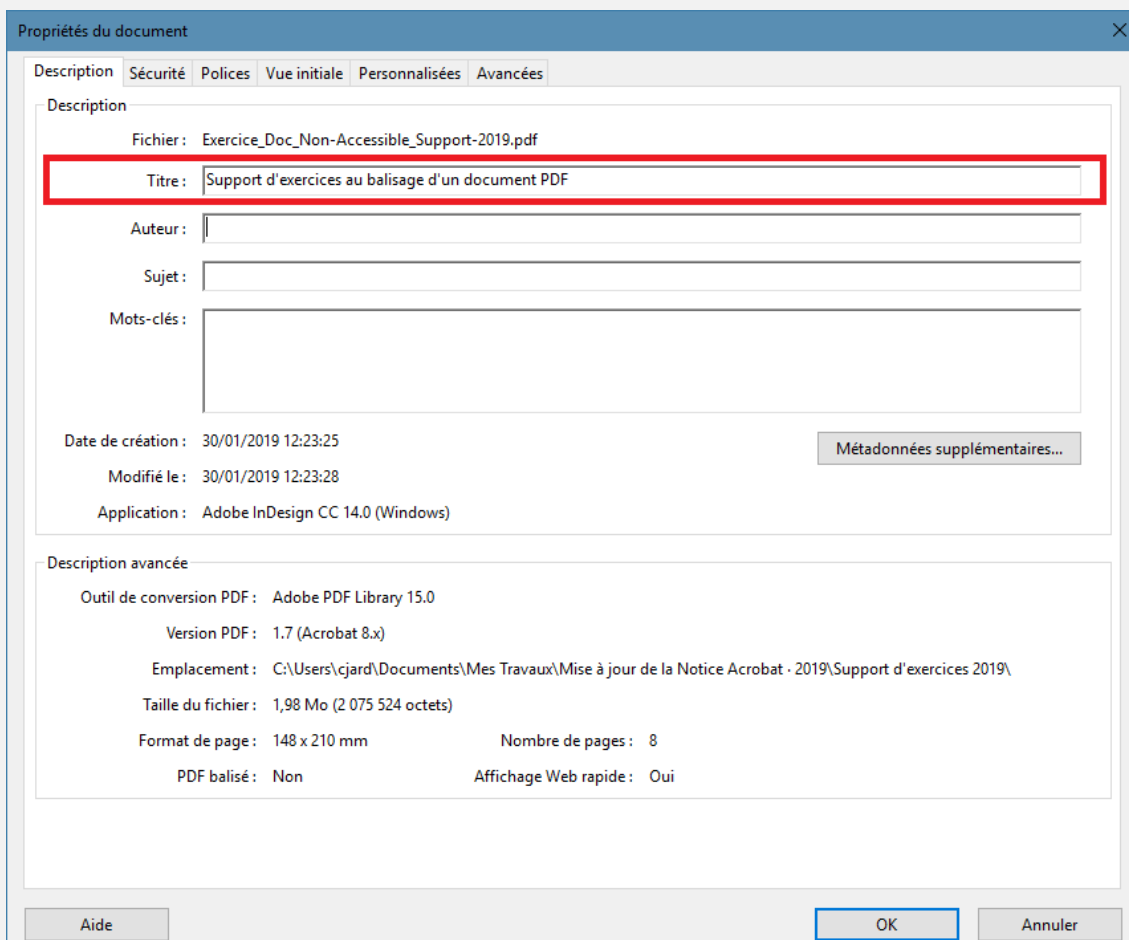 Propriétés du document
Description Sécurité Polices Vue initiale Personnalisées Avancées
Description
Fichier : Exercice_Doc_Non-Accessible_Support-2019.pdf
Titre : Support d'exercices au balisage d'un document PDF
Auteur :
Sujet :
Mots-clés :
Date de création : 30/01/2019 12:23:25
Métadonnées supplémentaires...
Modifié le : 30/01/2019 12:23:28
Application : Adobe InDesign CC 14.0 (Windows)
Description avancée
Outil de conversion PDF : Adobe PDF Library 15.0
Version PDF : 1.7 (Acrobat 8.x)
Emplacement : C:\Users\cjard\Documents\Mes Travaux\Mise à jour de la Notice Acrobat · 2019\Support d'exercices 2019\
Taille du fichier : 1,98 Mo (2 075 524 octets)
Format de page : 148 x 210 mm Nombre de pages : 8
PDF balisé : Non Affichage Web rapide : Oui
Aide OK Annuler